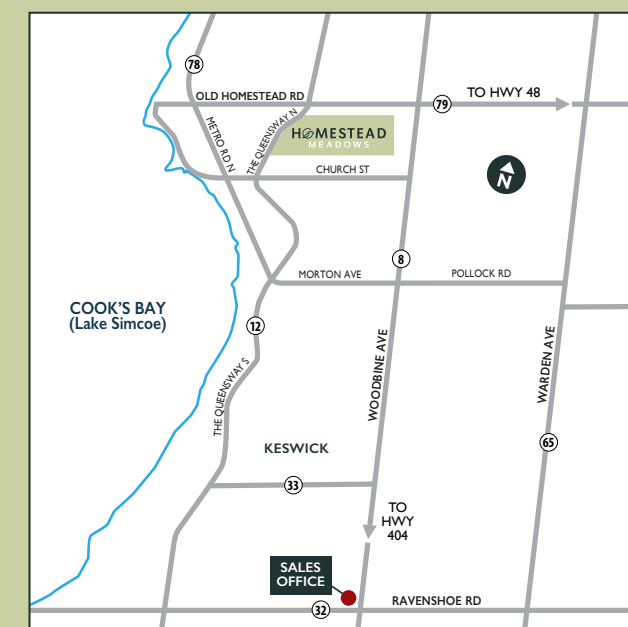 78
OLD HOMESTEAD RD
79
TO HWY 48
METRO RD N
THE QUEENSWAY N
HOMESTEAD
MEADOWS
CHURCH ST
N
8
MORTON AVE
POLLOCK RD
COOK'S BAY
(Lake Simcoe)
12
THE QUEENSWAY S
WOODBINE AVE
WARDEN AVE
65
KESWICK
33
TO
HWY
404
SALES
OFFICE
32
RAVENSHOE RD